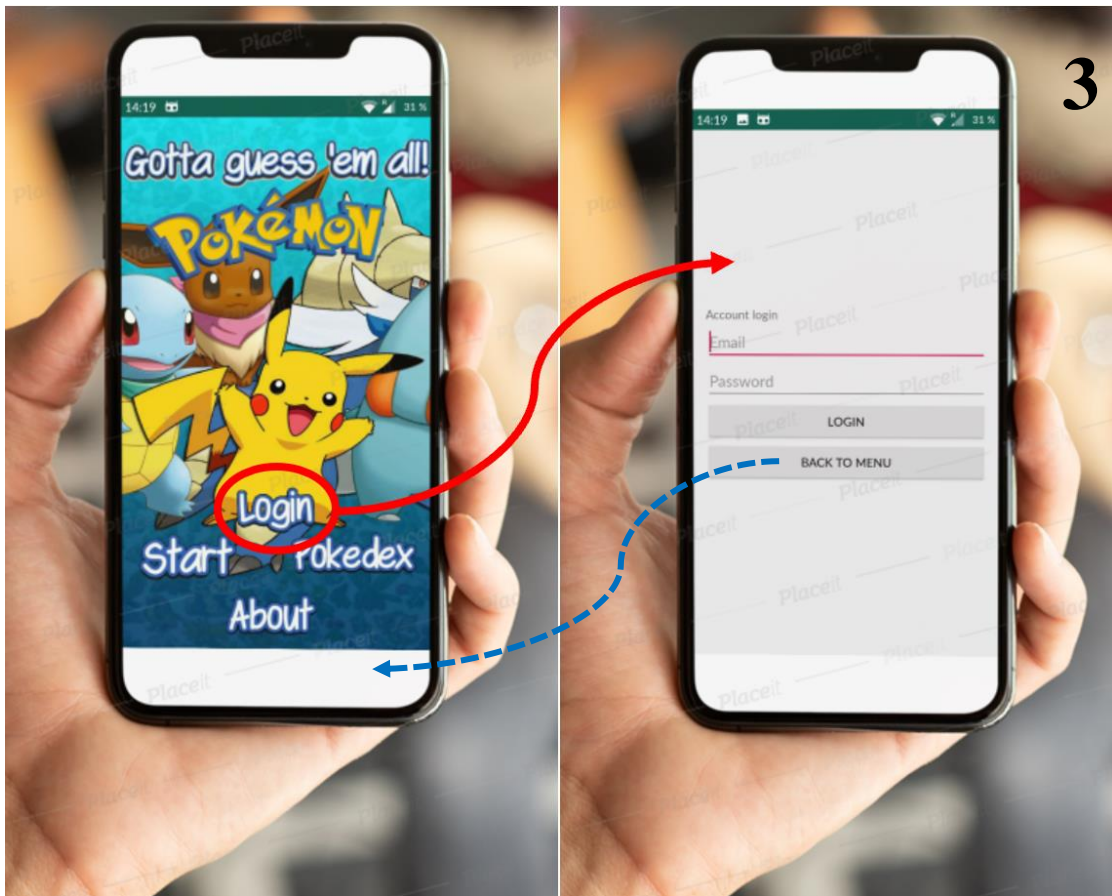 3
14:19 31 %
Gotta guess 'em all!
POKéMON
Login
Start Pokedex
About
14:19 31 %
Account login
Email
Password
LOGIN
BACK TO MENU
Placeit